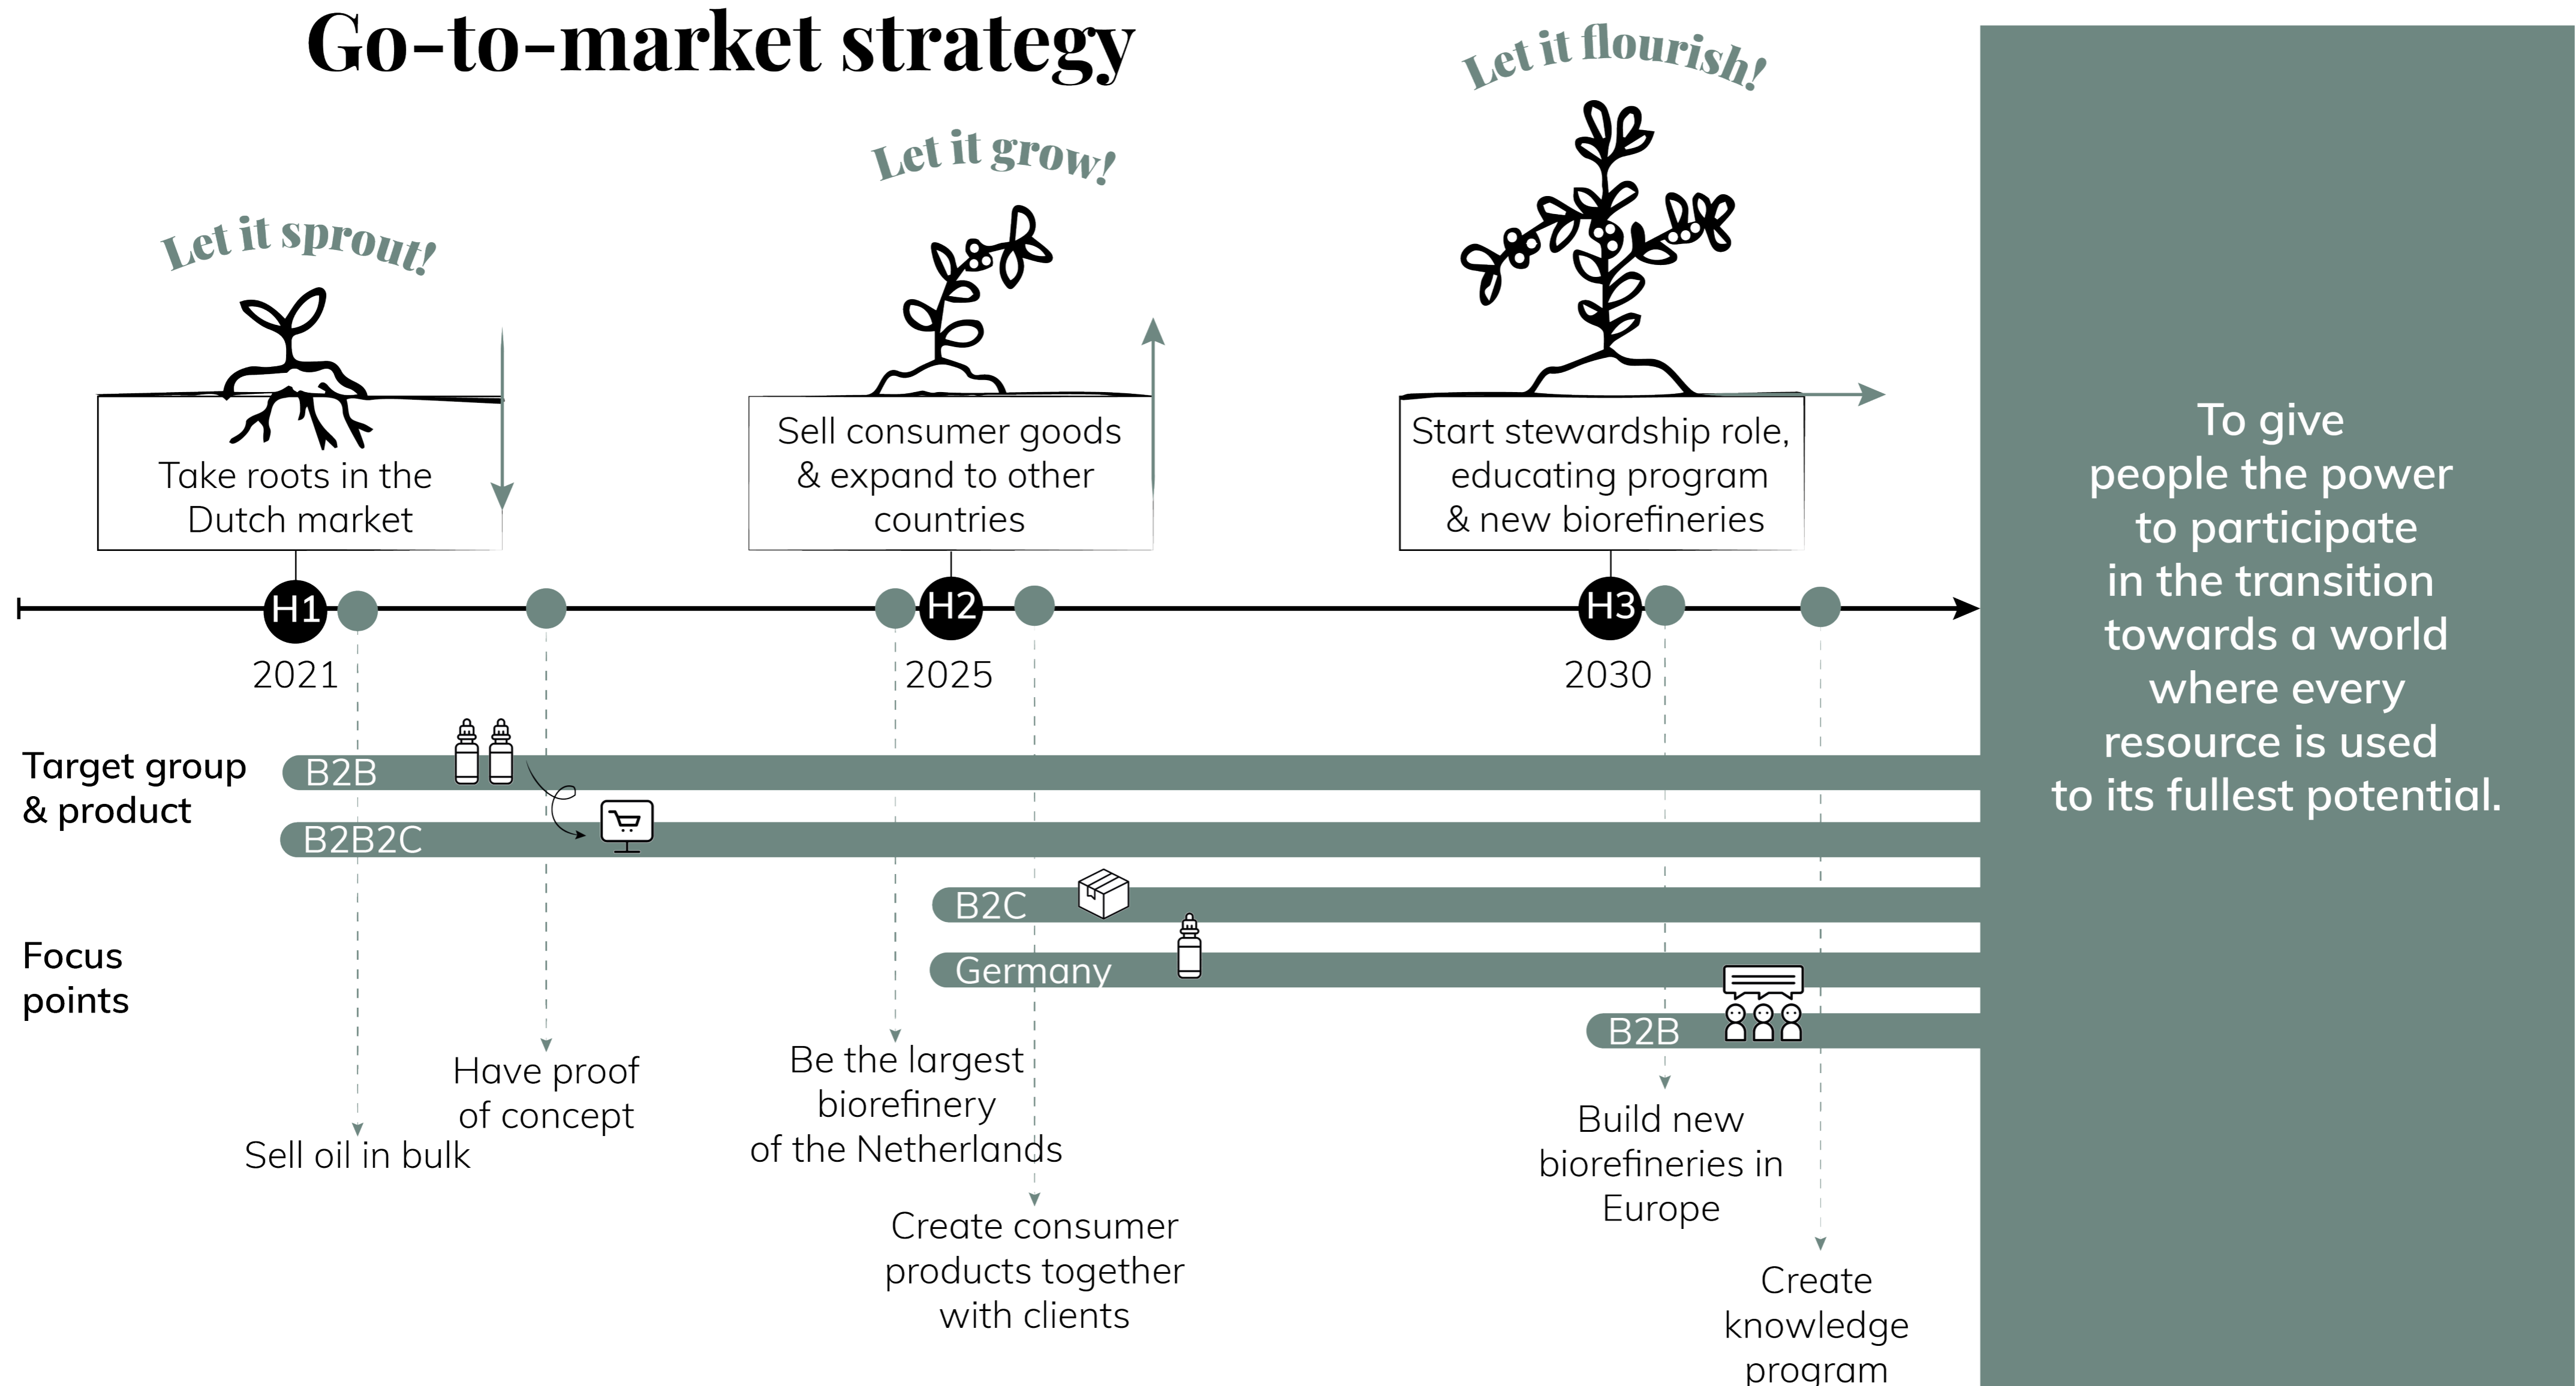 Go-to-market strategy
Let it sprout!
Let it grow!
Let it flourish!
Take roots in the
Dutch market
Sell consumer goods
& expand to other
countries
Start stewardship role,
educating program
& new biorefineries
H1
H2
H3
2021
2025
2030
Target group
& product
B2B
B2B2C
B2C
Germany
B2B
Focus
points
Sell oil in bulk
Have proof
of concept
Be the largest
biorefinery
of the Netherlands
Create consumer
products together
with clients
Build new
biorefineries in
Europe
Create
knowledge
program
To give
people the power
to participate
in the transition
towards a world
where every
resource is used
to its fullest potential.